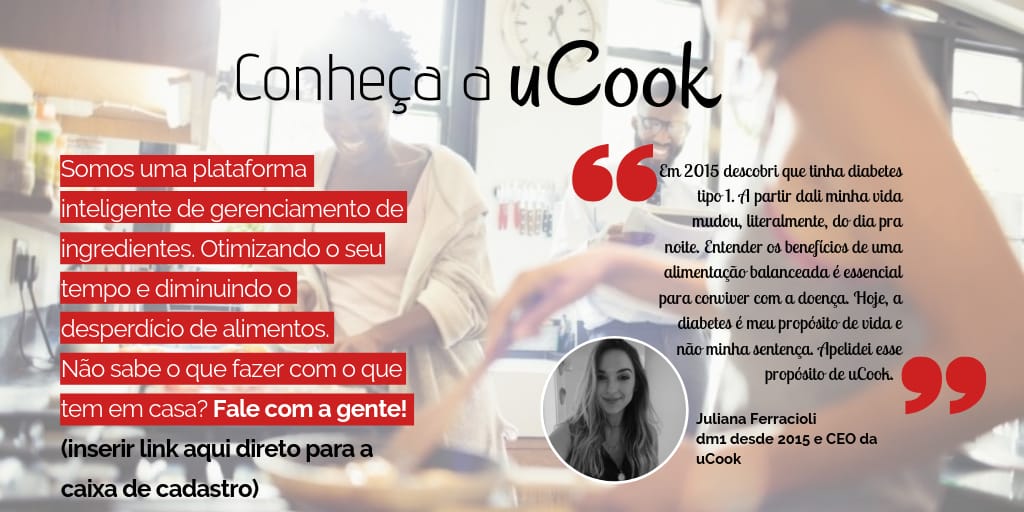 Conheça a uCook
Somos uma plataforma
inteligente de gerenciamento de
ingredientes. Otimizando o seu
tempo e diminuindo o
desperdício de alimentos.
Não sabe o que fazer com o que
tem em casa? Fale com a gente!
(inserir link aqui direto para a
caixa de cadastro)
“
Em 2015 descobri que tinha diabetes
tipo 1. A partir dali minha vida
mudou, literalmente, do dia pra
noite. Entender os benefícios de uma
alimentação balanceada é essencial
para conviver com a doença. Hoje, a
diabetes é meu propósito de vida e
não minha sentença. Apelidei esse
propósito de uCook.
”
Juliana Ferracioli
dm1 desde 2015 e CEO da
uCook